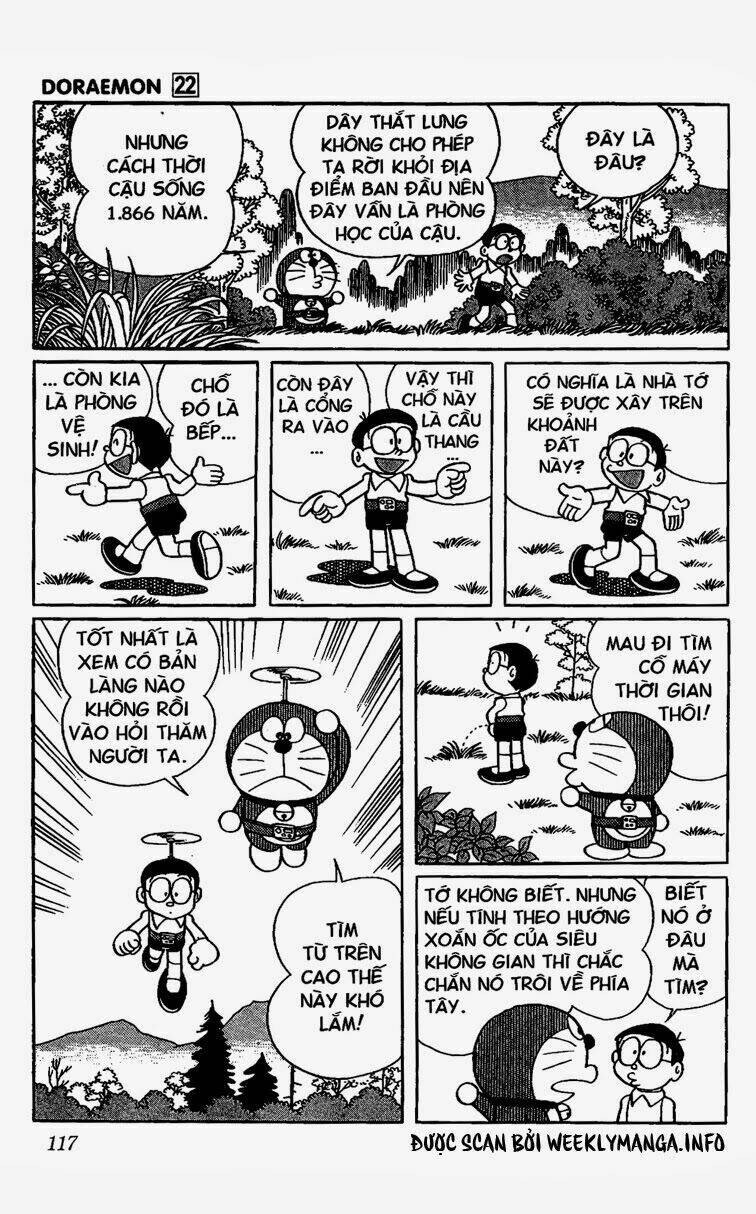 DORAEMON 22
ĐÂY LÀ
ĐÂU?
DÂY THẮT LƯNG
KHÔNG CHO PHÉP
TA RỜI KHỎI ĐỊA
ĐIỂM BAN ĐẦU NÊN
ĐÂY VẪN LÀ PHÒNG
HỌC CỦA CẬU.
NHƯNG
CÁCH THỜI
CẬU SỐNG
1.866 NĂM.
CÓ NGHĨA LÀ NHÀ TỚ
SẼ ĐƯỢC XÂY TRÊN
KHOẢNH
ĐẤT
NÀY?
VẬY THÌ
CHỖ NÀY
LÀ CẦU
THANG
...
CÒN ĐÂY
LÀ CỔNG
RA VÀO
...
CHỖ
ĐÓ LÀ
BẾP...
... CÒN KIA
LÀ PHÒNG
VỆ
SINH!
MAU ĐI TÌM
CỖ MÁY
THỜI GIAN
THÔI!
BIẾT
NÓ Ở
ĐÂU
MÀ
TÌM?
TỚ KHÔNG BIẾT. NHƯNG
NẾU TÍNH THEO HƯỚNG
XOẮN ỐC CỦA SIÊU
KHÔNG GIAN THÌ CHẮC
CHẮN NÓ TRÔI VỀ PHÍA
TÂY.
TỐT NHẤT LÀ
XEM CÓ BẢN
LÀNG NÀO
KHÔNG RỒI
VÀO HỎI THĂM
NGƯỜI TA.
TÌM
TỪ TRÊN
CAO THẾ
NÀY KHÓ
LẮM!
117
ĐƯỢC SCAN BỞI WEEKLYMANGA.INFO